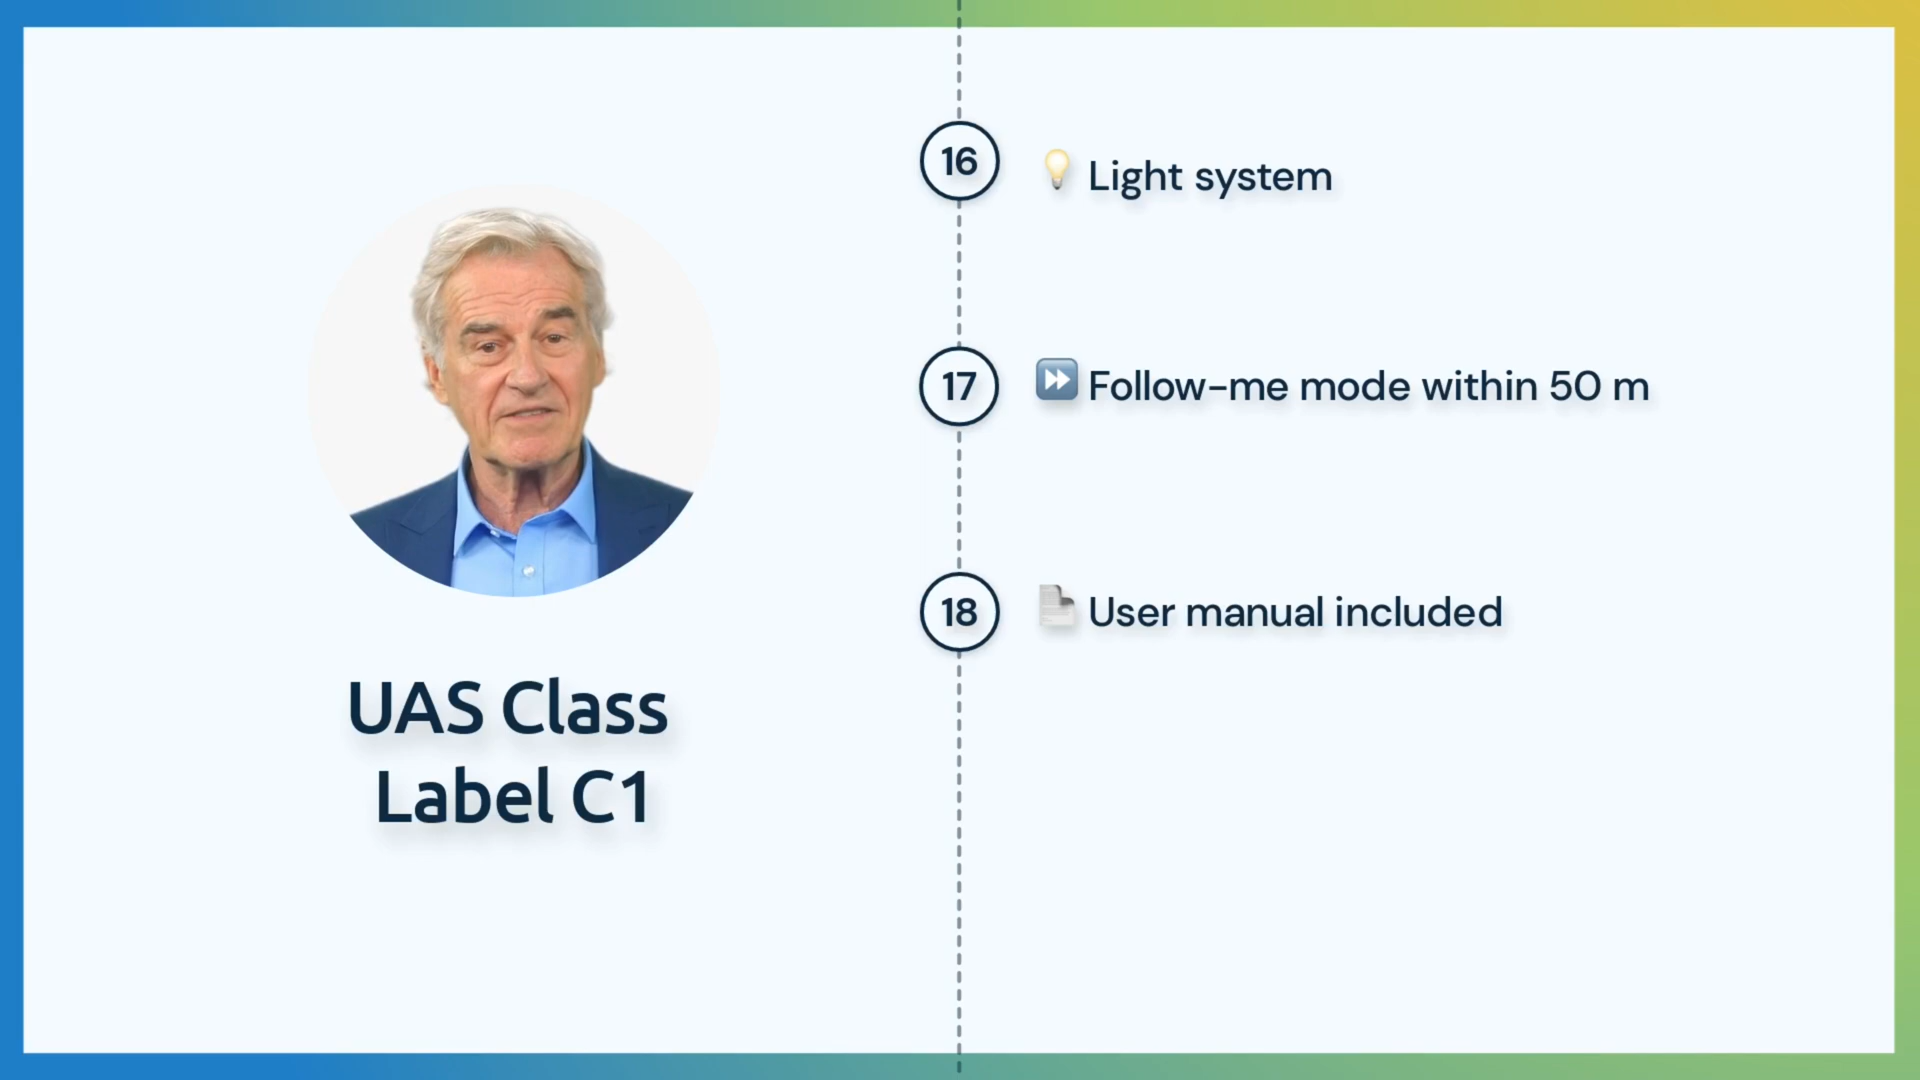 UAS Class
Label C1
16
Light system
17
Follow-me mode within 50 m
18
User manual included